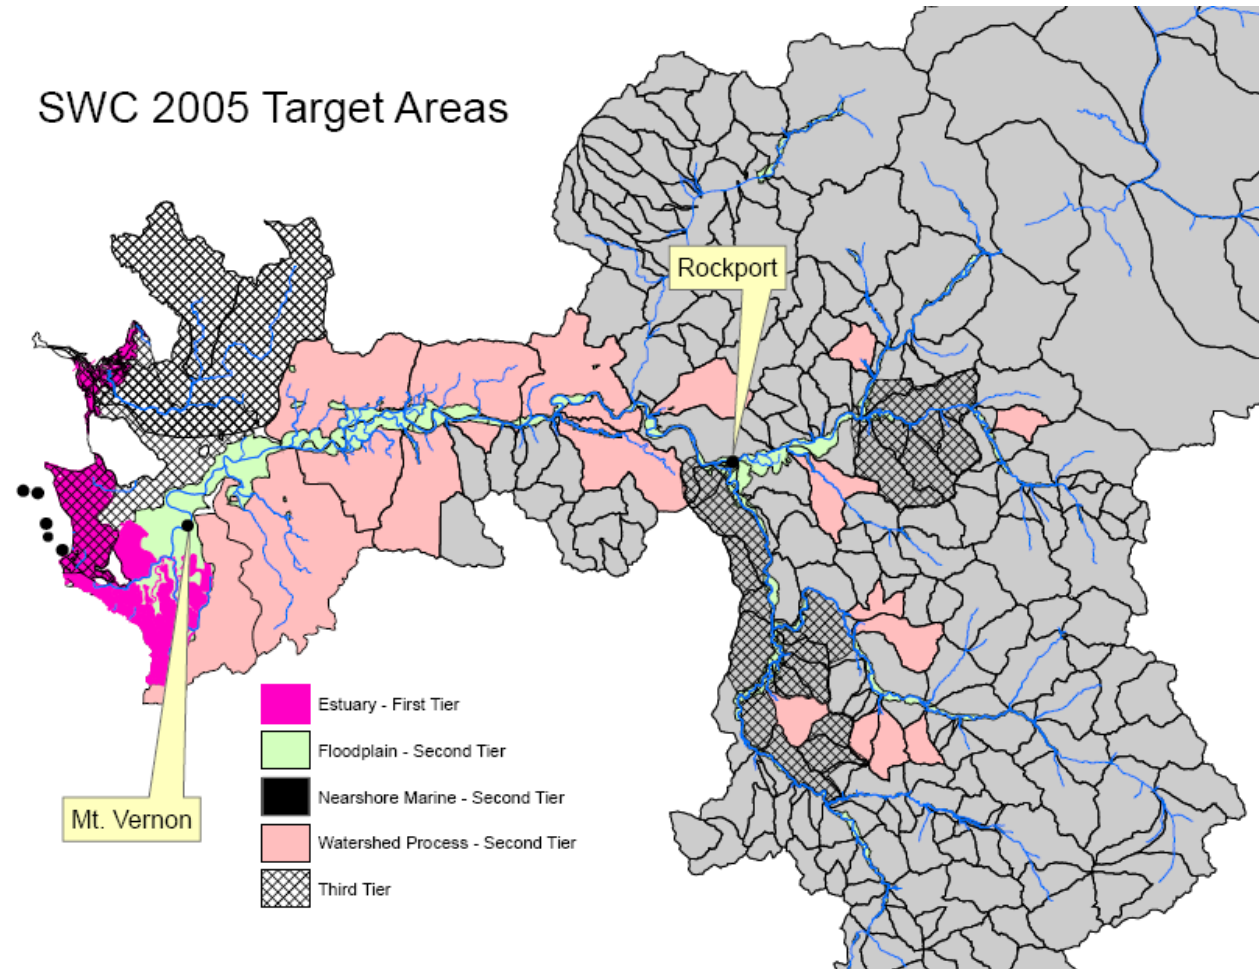 SWC 2005 Target Areas
Rockport
Mt. Vernon
Estuary - First Tier
Floodplain - Second Tier
Nearshore Marine - Second Tier
Watershed Process - Second Tier
Third Tier